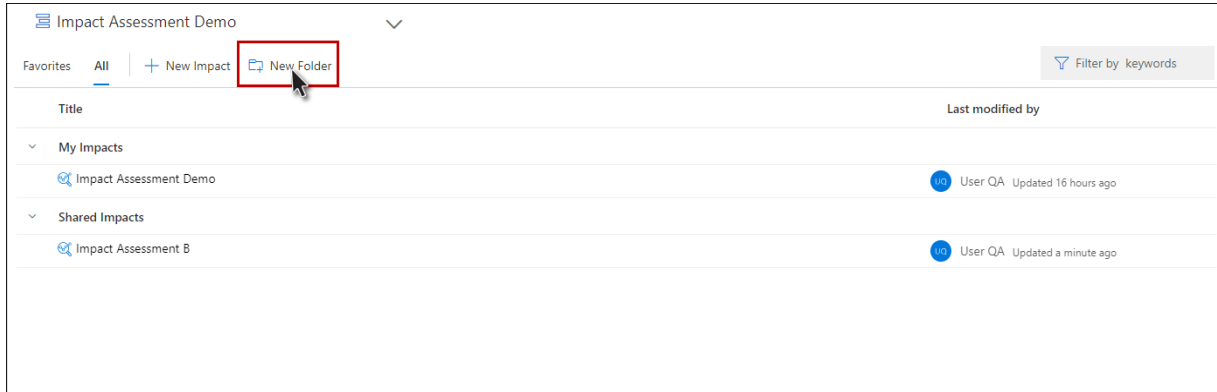 Impact Assessment Demo
Favorites All New Impact New Folder Filter by keywords
Title Last modified by
My Impacts
Impact Assessment Demo UQ User QA Updated 16 hours ago
Shared Impacts
Impact Assessment B UQ User QA Updated a minute ago